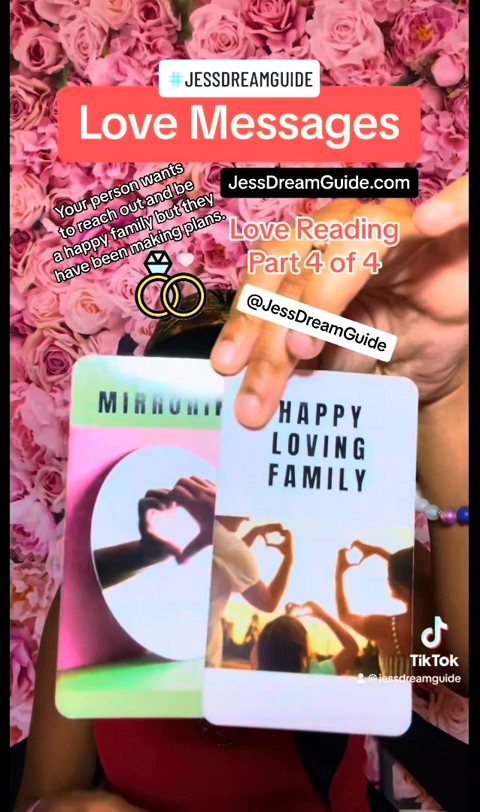 #JESSDREAMGUIDE
Love Messages
JessDreamGuide.com
Your person wants
to reach out and be
a happy family but they
have been making plans.
Love Reading
Part 4 of 4
@JessDreamGuide
HAPPY
LOVING
FAMILY
TikTok
@jessdreamguide